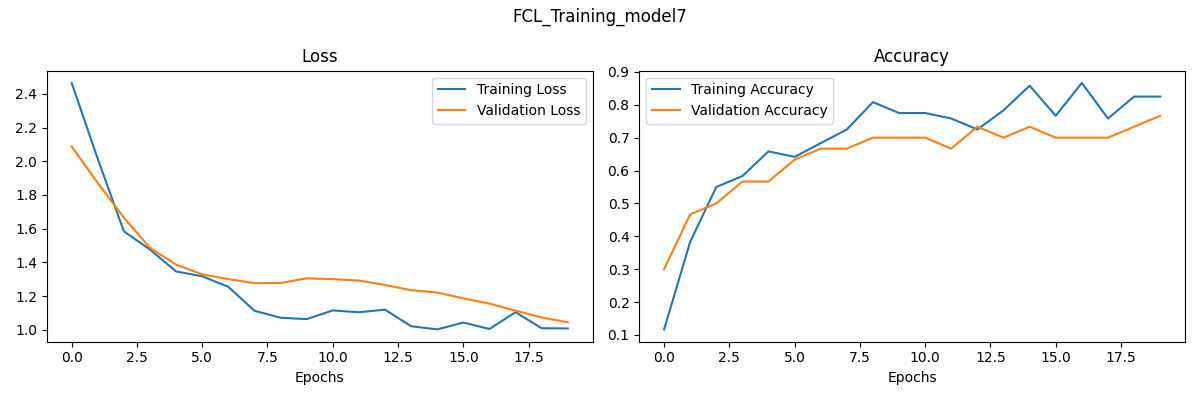 FCL_Training_model7
Loss
Training Loss
Validation Loss
2.4
2.2
2.0
1.8
1.6
1.4
1.2
1.0
0.0 2.5 5.0 7.5 10.0 12.5 15.0 17.5
Epochs
Accuracy
Training Accuracy
Validation Accuracy
0.9
0.8
0.7
0.6
0.5
0.4
0.3
0.2
0.1
0.0 2.5 5.0 7.5 10.0 12.5 15.0 17.5
Epochs